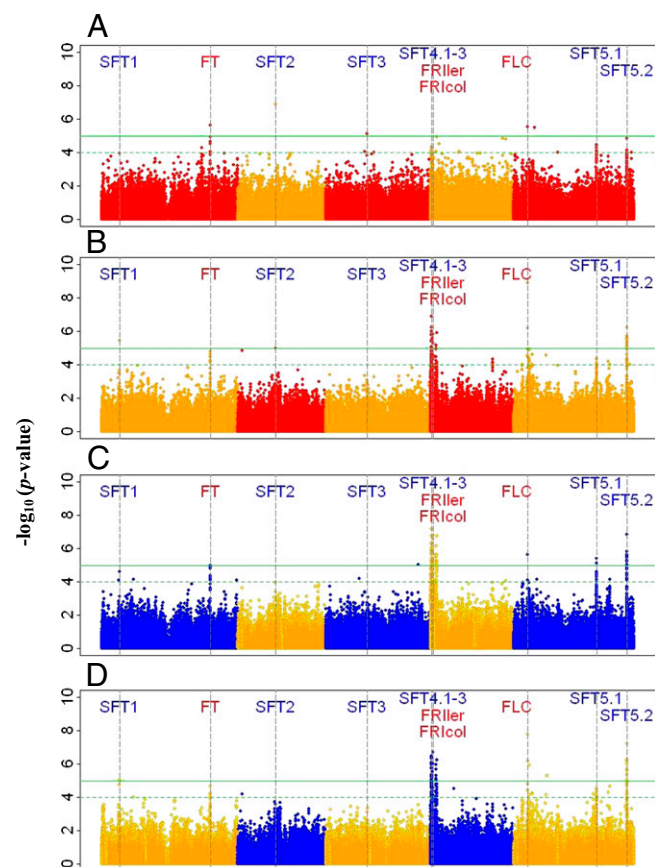 A
10
8
6
4
2
0
SFT1
FT
SFT2
SFT3
SFT4.1-3
FRIler
FRIcol
FLC
SFT5.1
SFT5.2
B
10
8
6
4
2
0
SFT1
FT
SFT2
SFT3
SFT4.1-3
FRIler
FRIcol
FLC
SFT5.1
SFT5.2
C
10
8
6
4
2
0
SFT1
FT
SFT2
SFT3
SFT4.1-3
FRIler
FRIcol
FLC
SFT5.1
SFT5.2
D
10
8
6
4
2
0
SFT1
FT
SFT2
SFT3
SFT4.1-3
FRIler
FRIcol
FLC
SFT5.1
SFT5.2
-log₁₀ (p-value)